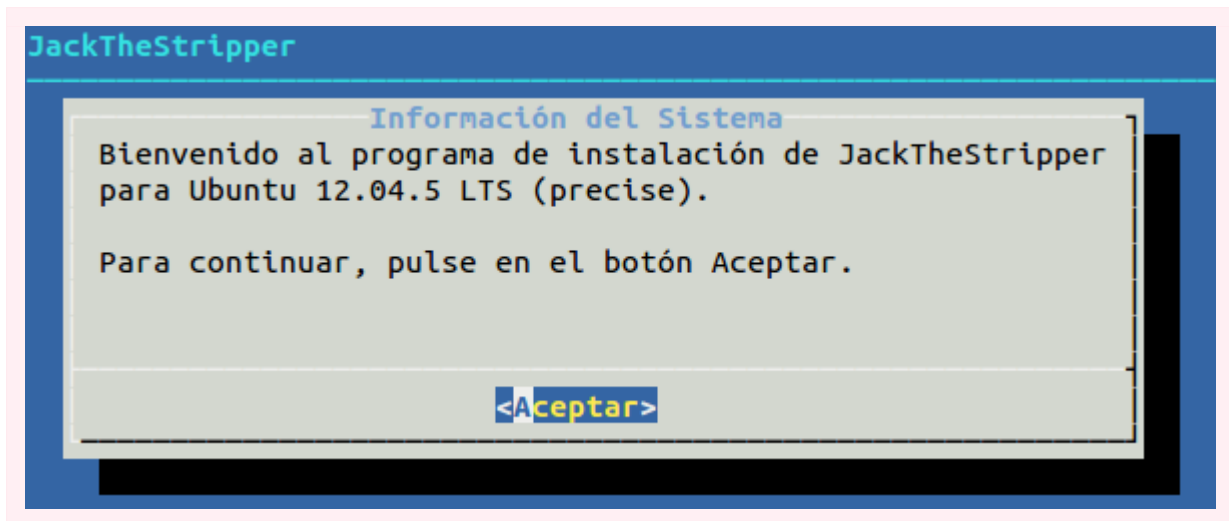 JackTheStripper
Información del Sistema
Bienvenido al programa de instalación de JackTheStripper
para Ubuntu 12.04.5 LTS (precise).
Para continuar, pulse en el botón Aceptar.
<Aceptar>